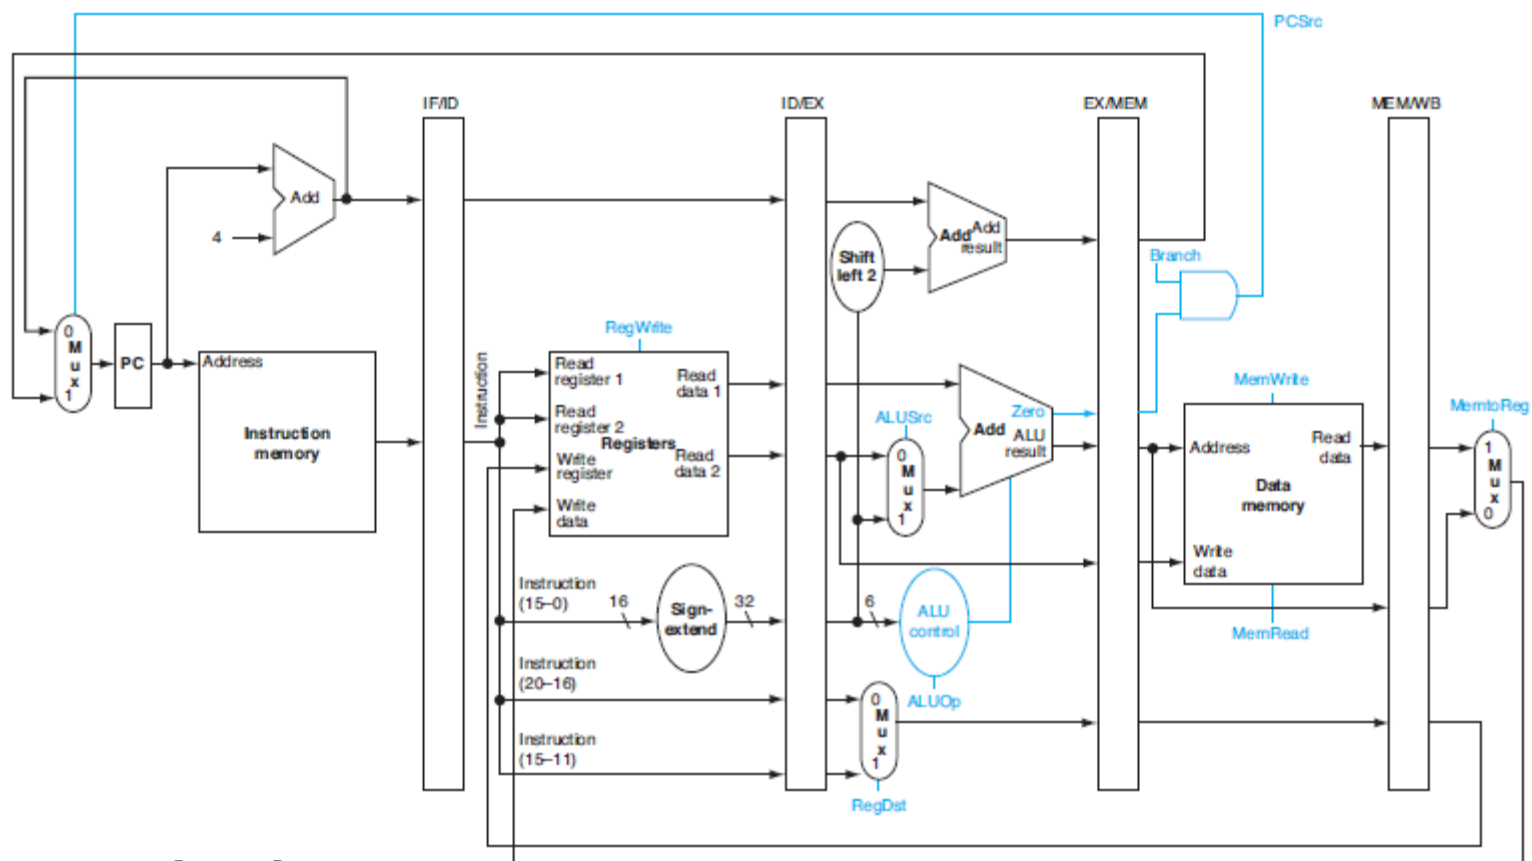 PCSrc
IF/ID
ID/EX
EX/MEM
MEM/WB
Add
4
Add
Add
result
Shift
left 2
Branch
0
M
u
x
1
PC
Address
Instruction
memory
Instruction
RegWrite
Read
register 1
Read
register 2
Registers
Write
register
Write
data
Read
data 1
Read
data 2
ALUSrc
0
M
u
x
1
Zero
Add
ALU
result
MemWrite
Address
Read
data
Data
memory
Write
data
MemRead
MemtoReg
1
M
u
x
0
Instruction
(15–0)
16
Sign-
extend
32
6
ALU
control
ALUOp
Instruction
(20–16)
Instruction
(15–11)
0
M
u
x
1
RegDst